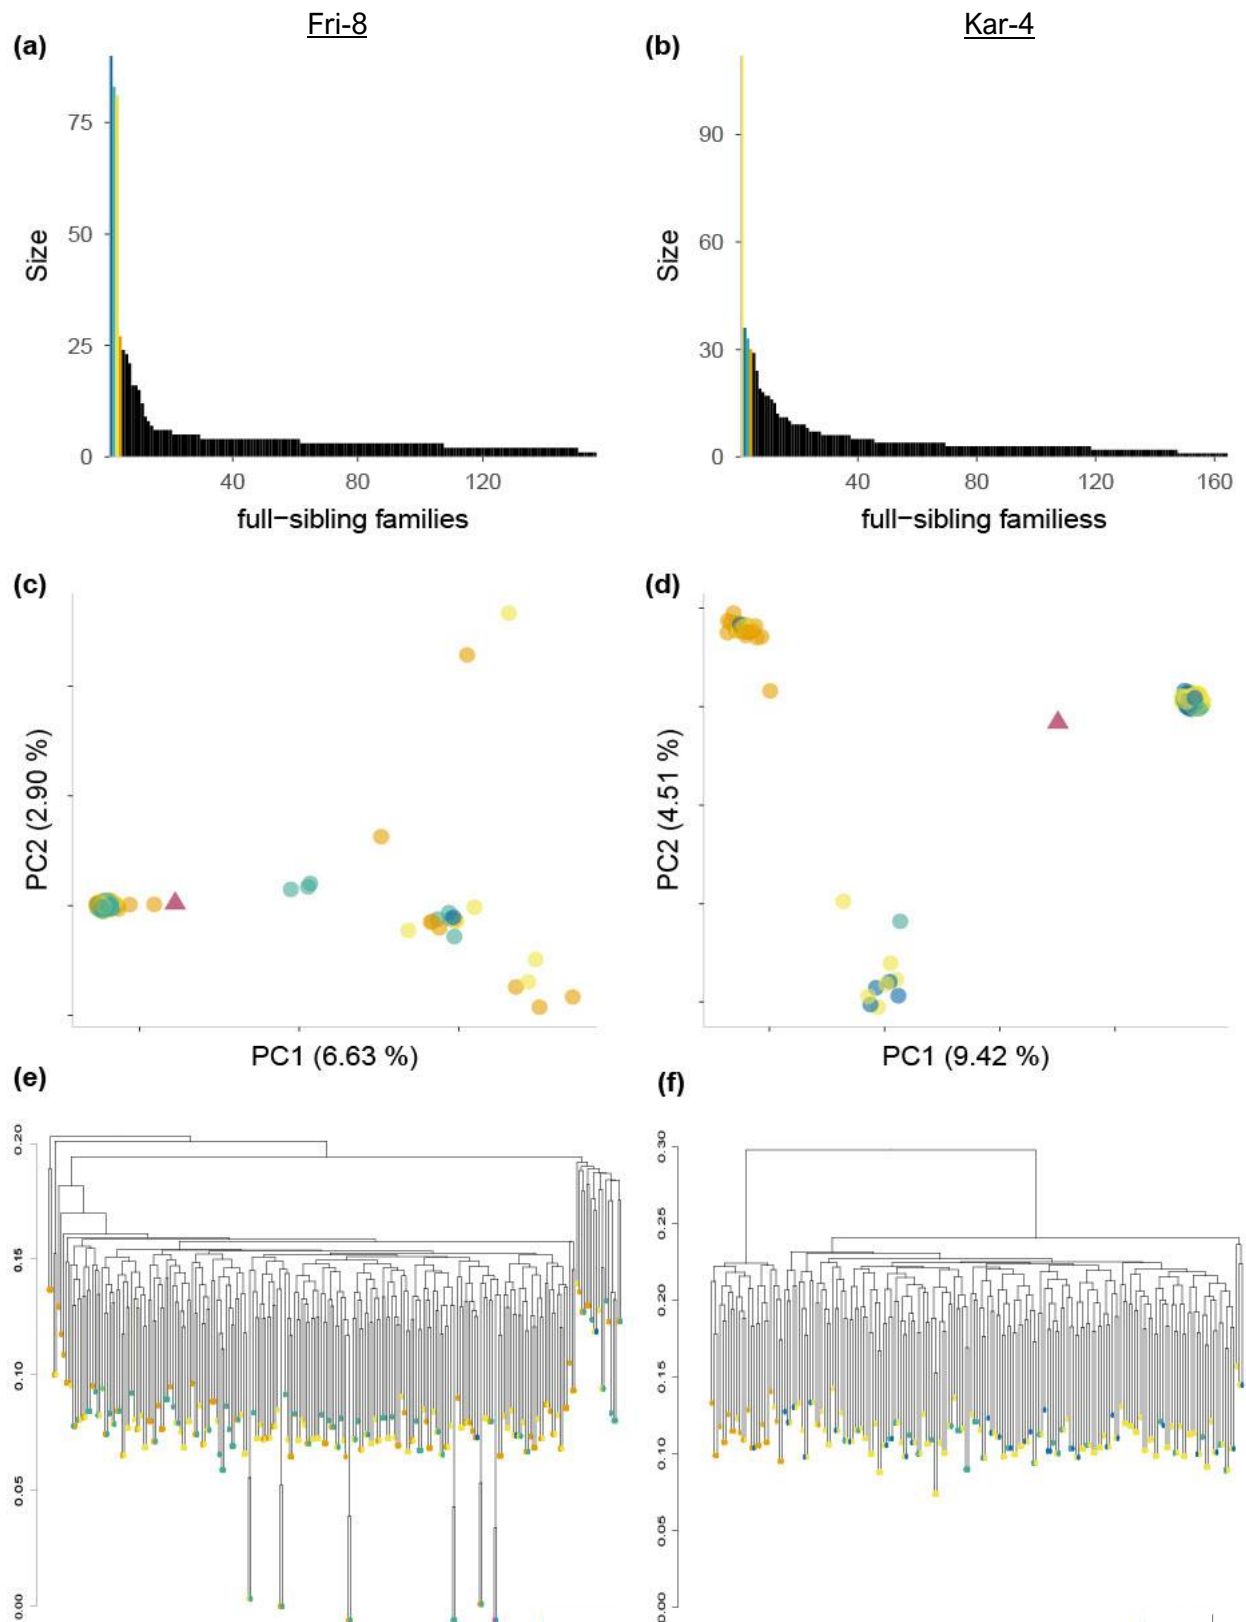 Fri-8
Kar-4
(a)
(b)
75
50
25
0
Size
40
80
120
full−sibling families
90
60
30
0
Size
40
80
120
160
full−sibling familiess
(c)
(d)
PC2 (2.90 %)
PC1 (6.63 %)
PC2 (4.51 %)
PC1 (9.42 %)
(e)
(f)
0.20
0.15
0.10
0.05
0.00
0.30
0.25
0.20
0.15
0.10
0.05
0.00